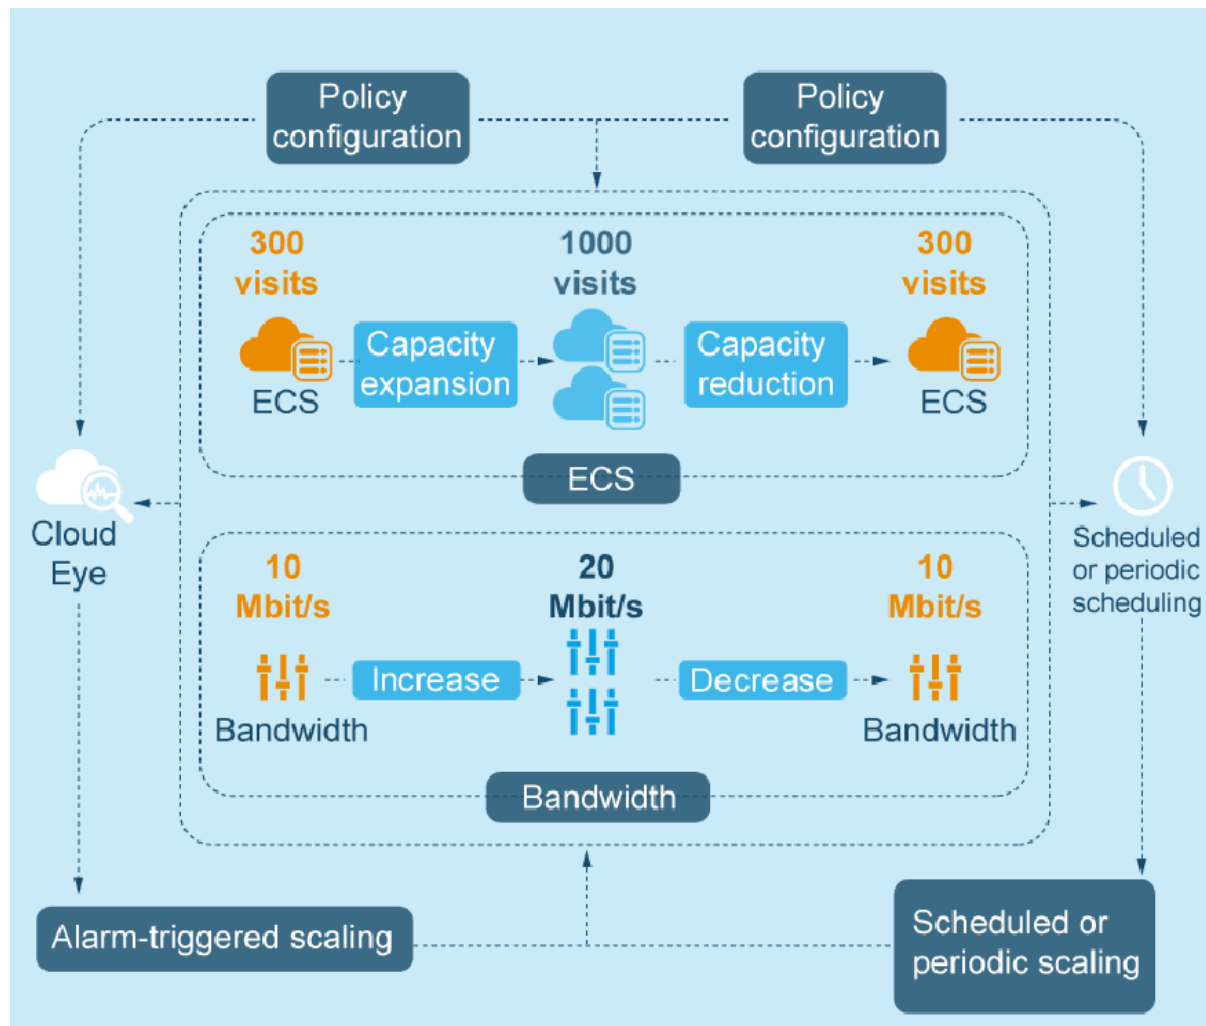 Policy
configuration
Policy
configuration
300
visits
1000
visits
300
visits
Capacity
expansion
Capacity
reduction
ECS
ECS
ECS
Cloud
Eye
Scheduled
or periodic
scheduling
10
Mbit/s
20
Mbit/s
10
Mbit/s
Increase
Decrease
Bandwidth
Bandwidth
Bandwidth
Alarm-triggered scaling
Scheduled or
periodic scaling